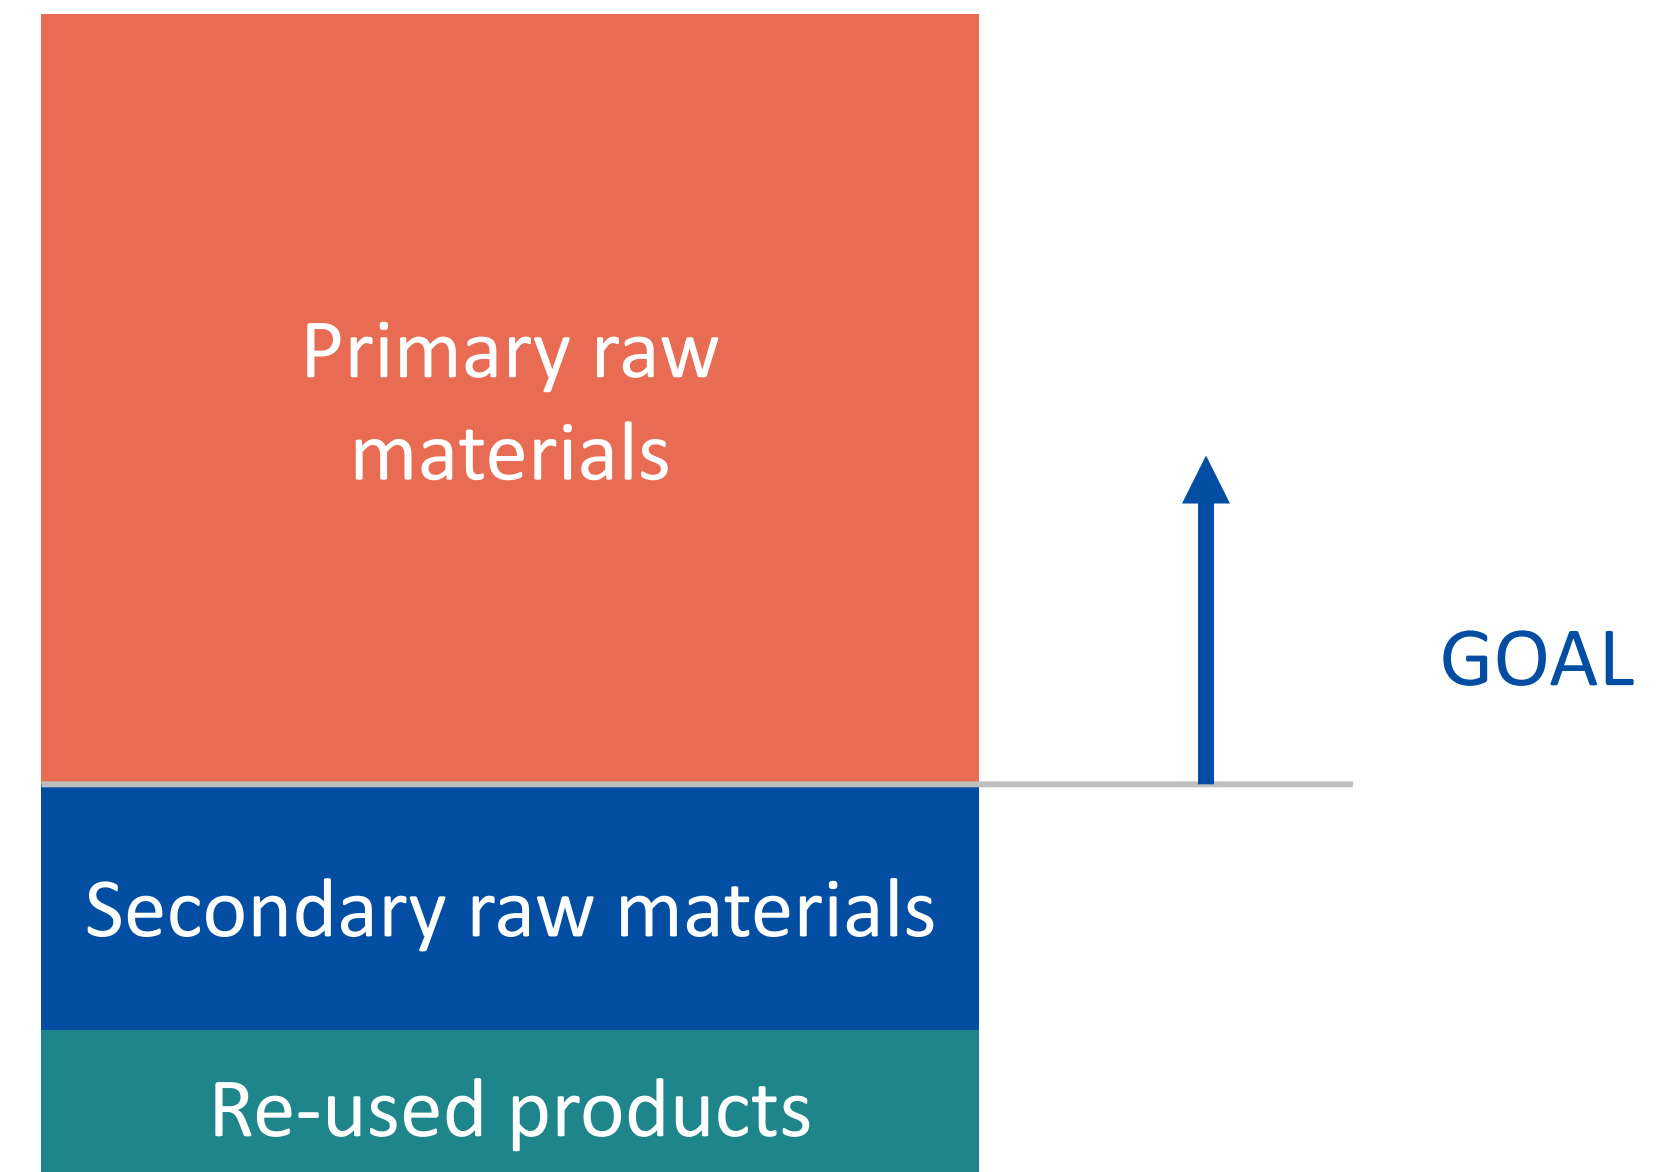 Primary raw
materials
GOAL
Secondary raw materials
Re-used products